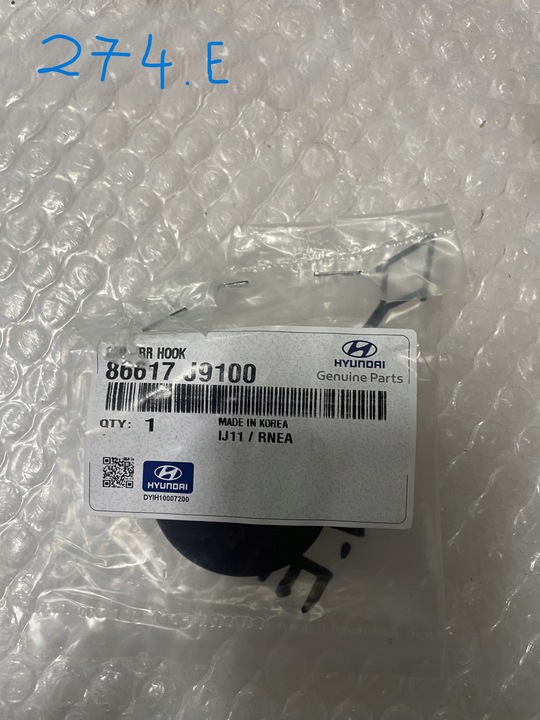 274.E
RR HOOK
86617 J9100
HYUNDAI
Genuine Parts
QTY: 1
MADE IN KOREA
IJ11 / RNEA
HYUNDAI
DYIH10007200